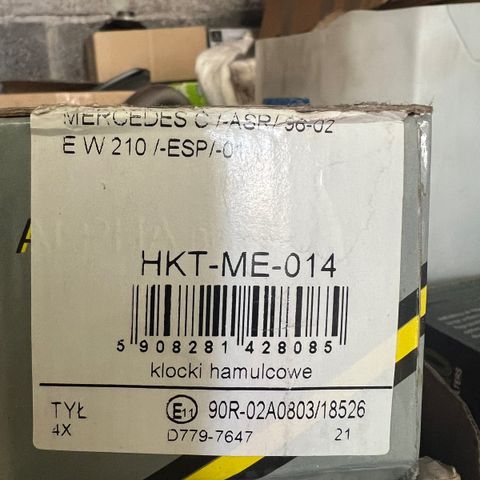 MERCEDES C /-ASR/ 96-02
E W 210 /-ESP/-01
HKT-ME-014
5 908281 428085
klocki hamulcowe
TYŁ E11 90R-02A0803/18526
4X D779-7647 21